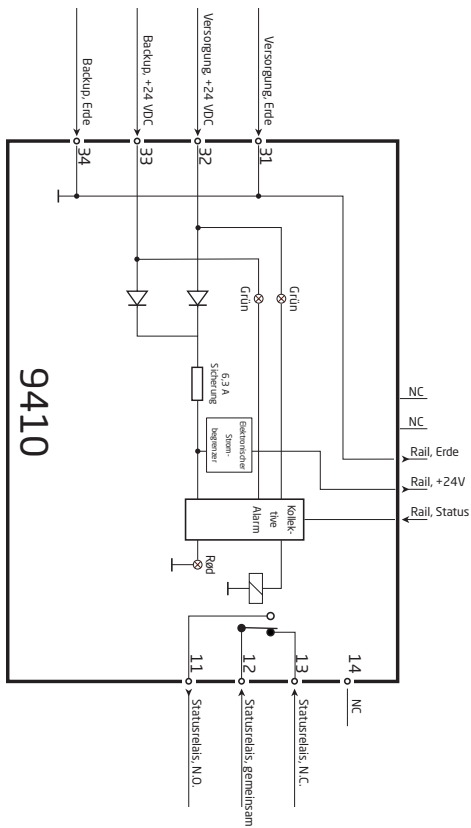 Backup, Erde
Backup, +24 VDC
Versorgung, +24 VDC
Versorgung, Erde
34
33
32
31
Grün
Grün
NC
NC
Rail, Erde
Rail, +24V
Rail, Status
6.3 A
Sicherung
Elektronischer
Strom-
begrenzer
Kollek-
tive
Alarm
Rød
9410
11
12
13
14
NC
Statusrelais, N.O.
Statusrelais, gemeinsam
Statusrelais, N.C.